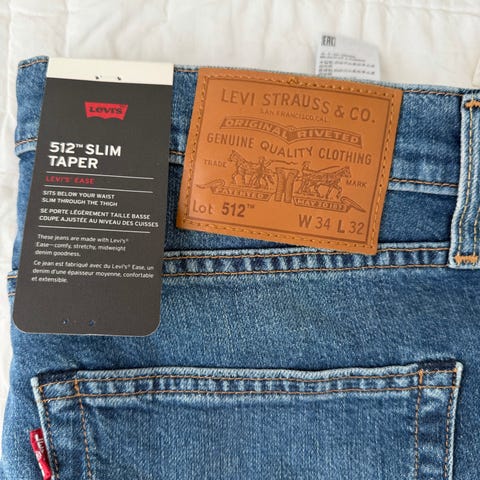 LEVI'S
512™ SLIM
TAPER
LEVI'S® EASE
SITS BELOW YOUR WAIST
SLIM THROUGH THE THIGH
SE PORTE LÉGÈREMENT TAILLE BASSE
COUPE AJUSTÉE AU NIVEAU DES CUISSES
These jeans are made with Levi's®
Ease—comfy, stretchy, midweight
denim goodness.
Ce jean est fabriqué avec du Levi's® Ease, un
denim d'une épaisseur moyenne, confortable
et extensible.
LEVI STRAUSS & CO.
SAN FRANCISCO, CAL.
ORIGINAL RIVETED
GENUINE QUALITY CLOTHING
TRADE MARK
PATENTED MAY 20 1873
Lot 512™ W 34 L 32
EAC